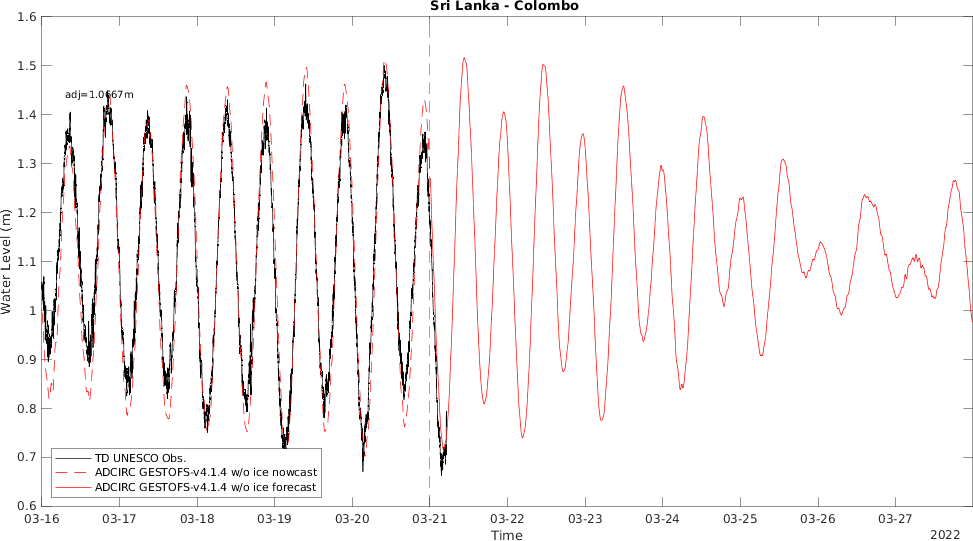 Sri Lanka - Colombo
1.6
1.5
1.4
1.3
1.2
1.1
1
0.9
0.8
0.7
0.6
Water Level (m)
adj=1.0667m
TD UNESCO Obs.
ADCIRC GESTOFS-v4.1.4 w/o ice nowcast
ADCIRC GESTOFS-v4.1.4 w/o ice forecast
03-16 03-17 03-18 03-19 03-20 03-21 03-22 03-23 03-24 03-25 03-26 03-27
Time
2022